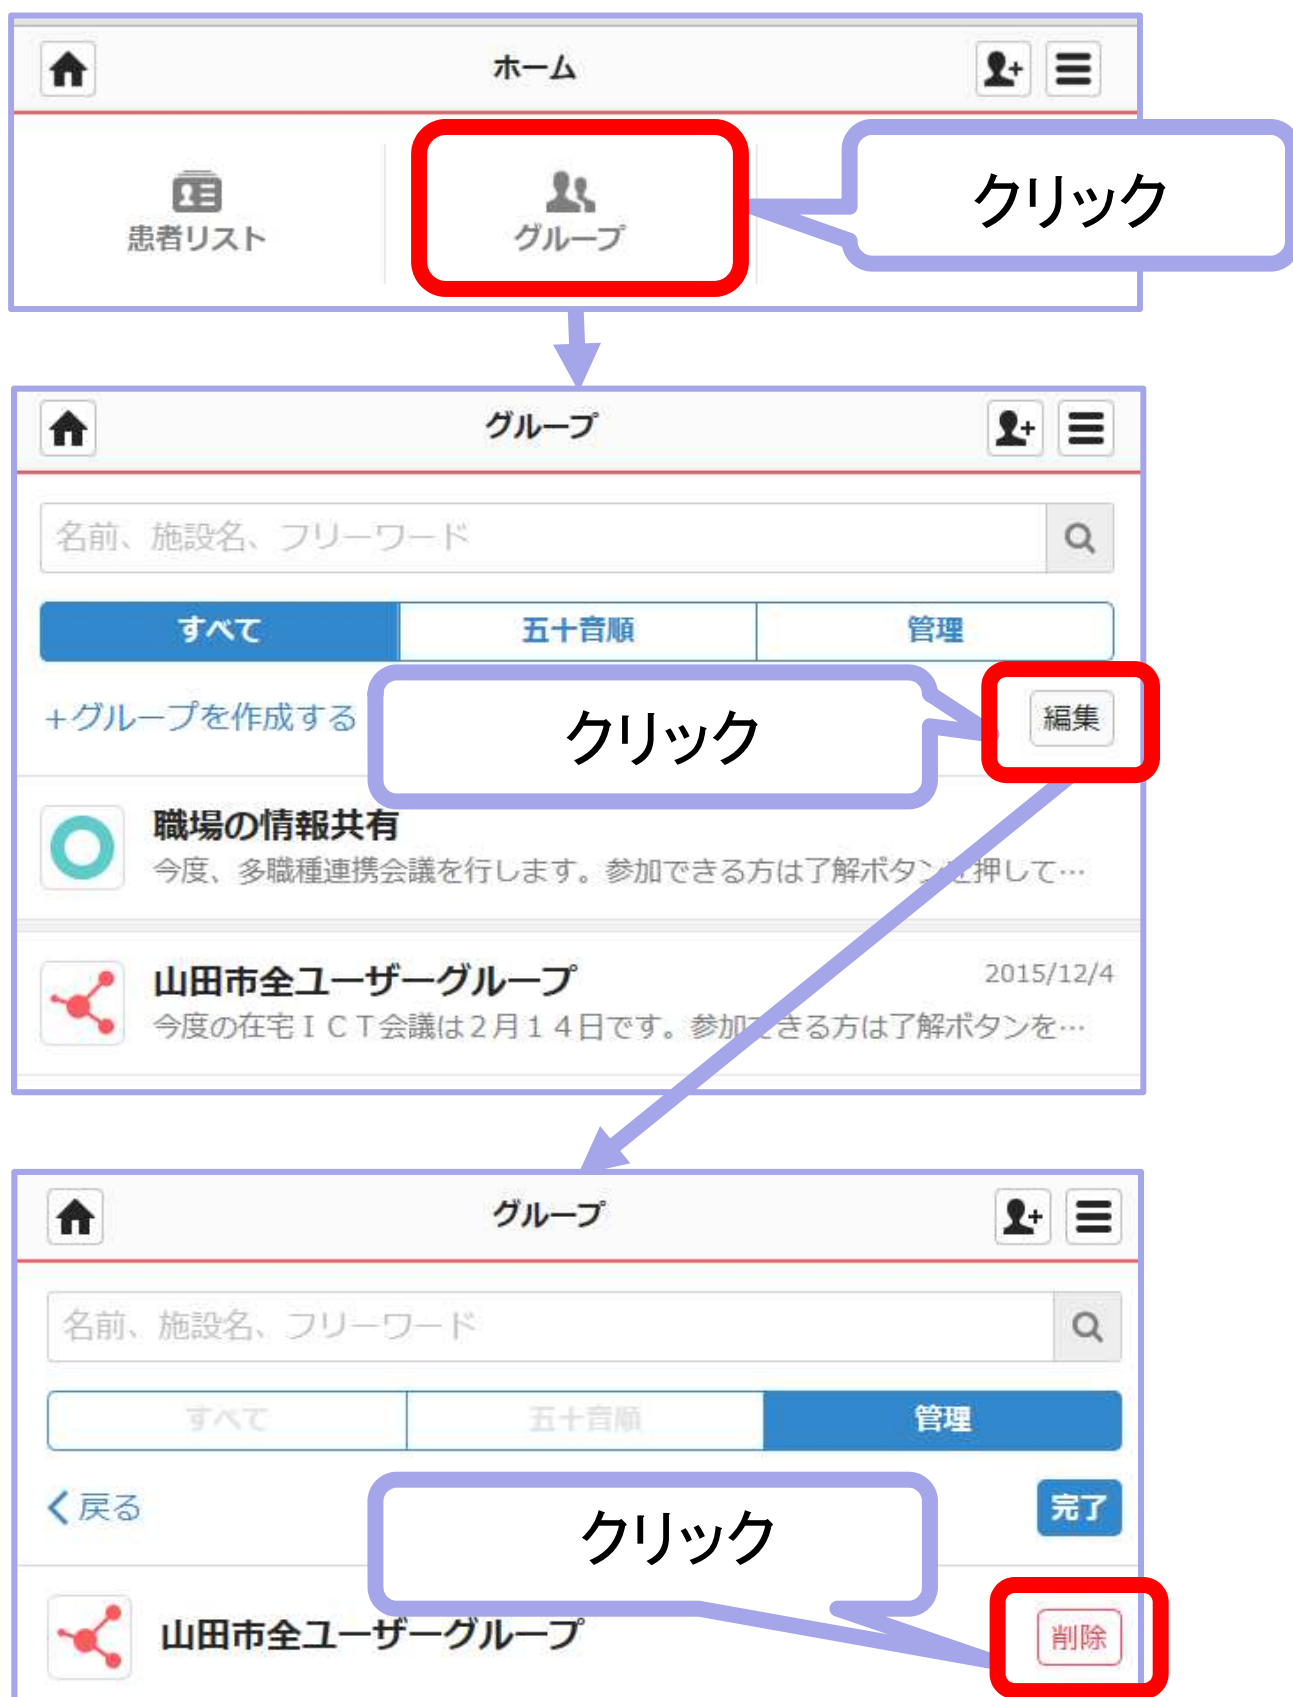 ホーム
患者リスト
グループ
クリック
グループ
名前、施設名、フリーワード
すべて
五十音順
管理
+グループを作成する
クリック
編集
職場の情報共有
今度、多職種連携会議を行します。参加できる方は了解ボタンを押して…
山田市全ユーザーグループ
2015/12/4
今度の在宅ICT会議は2月14日です。参加できる方は了解ボタンを…
グループ
名前、施設名、フリーワード
すべて
五十音順
管理
戻る
クリック
完了
山田市全ユーザーグループ
削除